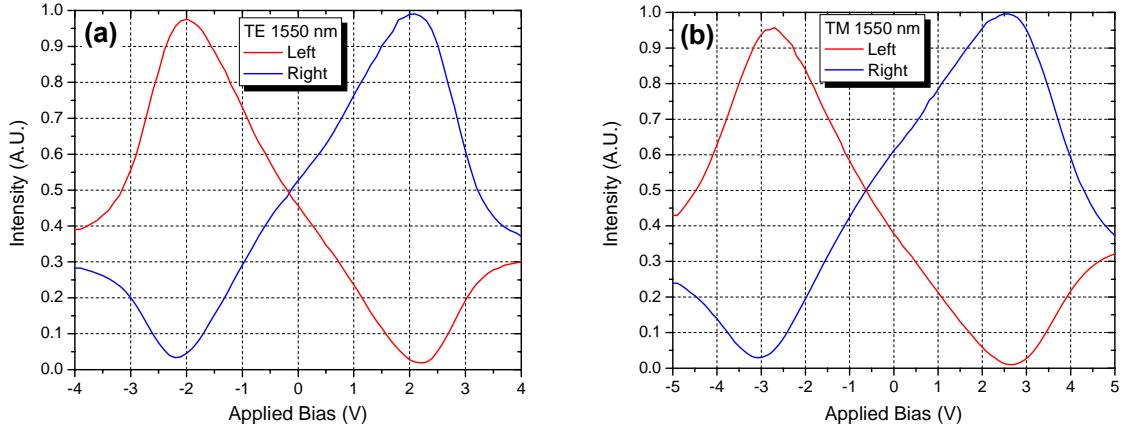 (a)
TE 1550 nm
Left
Right
1.0
0.9
0.8
0.7
0.6
0.5
0.4
0.3
0.2
0.1
0.0
Intensity (A.U.)
-4 -3 -2 -1 0 1 2 3 4
Applied Bias (V)
(b)
TM 1550 nm
Left
Right
1.0
0.9
0.8
0.7
0.6
0.5
0.4
0.3
0.2
0.1
0.0
Intensity (A.U.)
-5 -4 -3 -2 -1 0 1 2 3 4 5
Applied Bias (V)